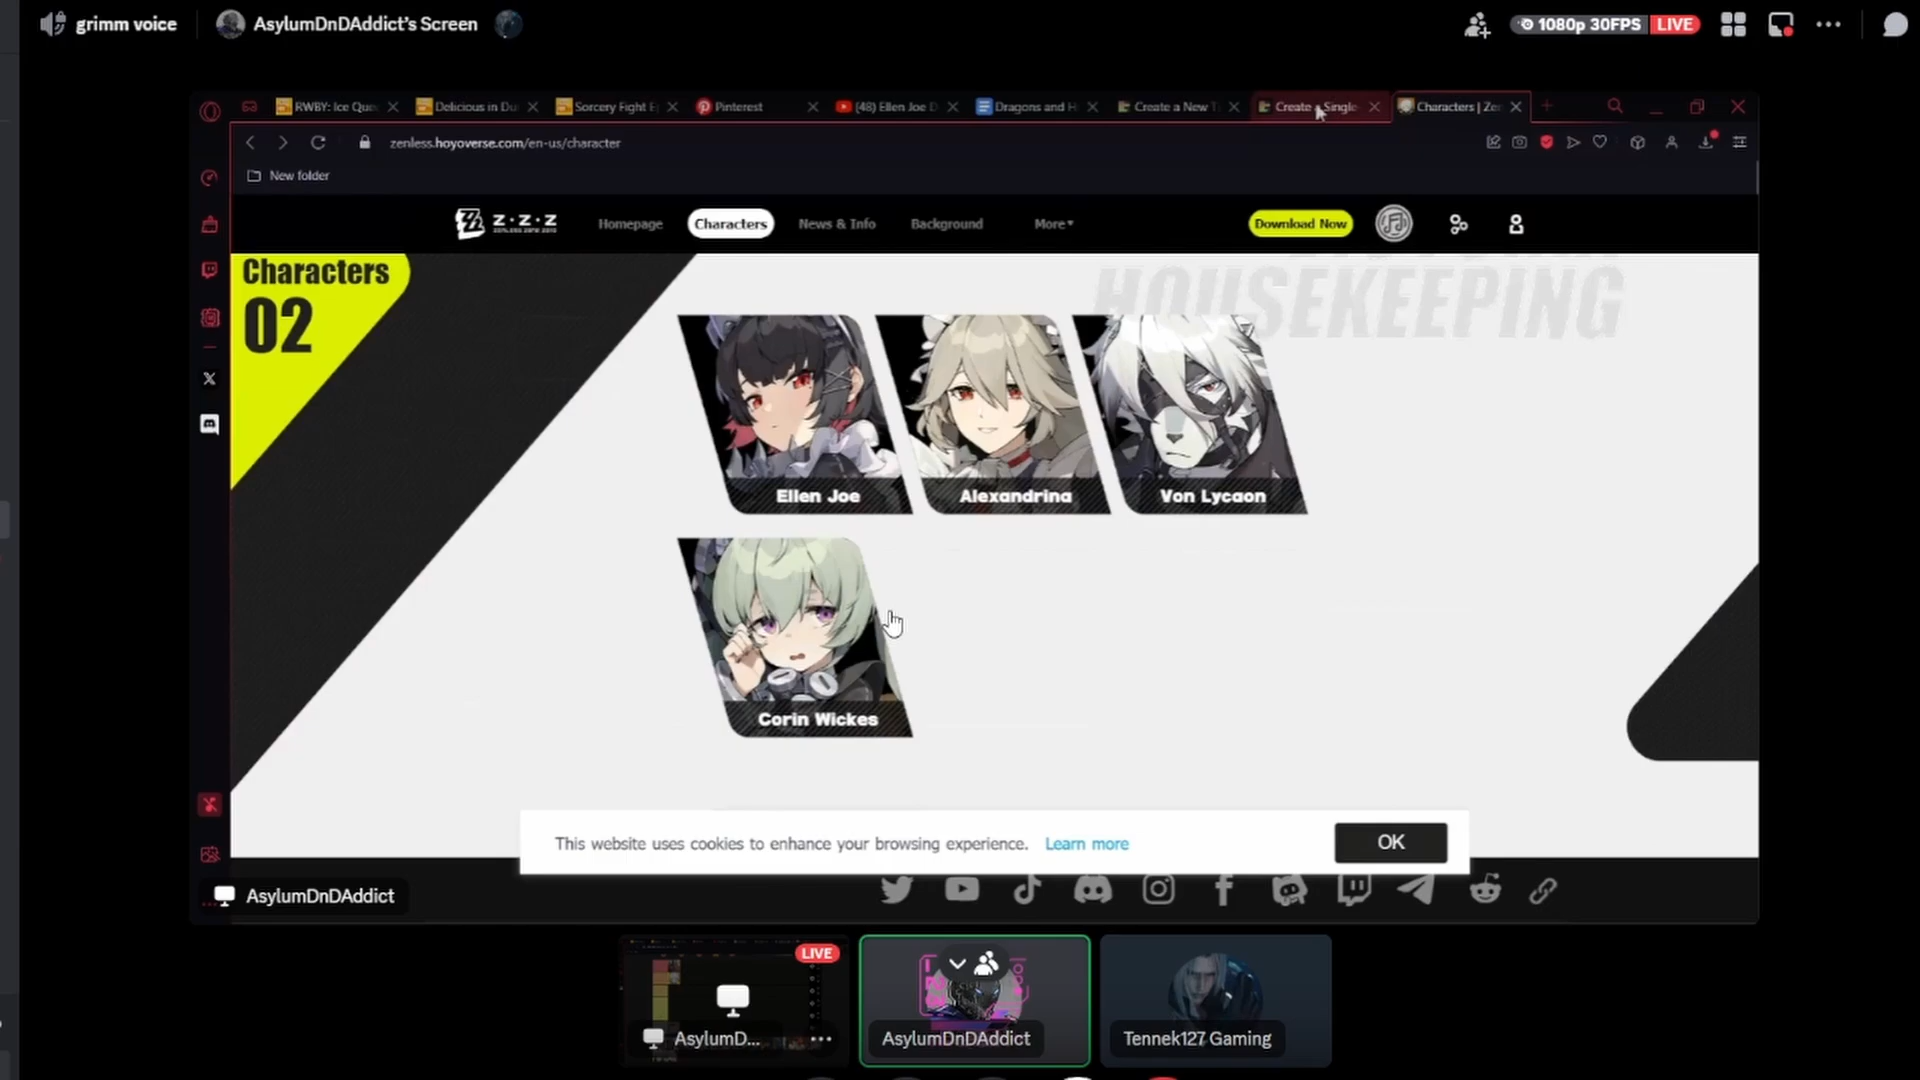 grimm voice
AsylumDnDAddict's Screen
1080p 30FPS
LIVE
RWBY: Ice Que
Delicious in Du
Sorcery Fight E
Pinterest
(48) Ellen Joe D
Dragons and H
Create a New T
Create a Single
Characters | Ze
zenless.hoyoverse.com/en-us/character
New folder
Z·Z·Z
ZENLESS ZONE ZERO
Homepage
Characters
News & Info
Background
More
Download Now
Characters
02
HOUSEKEEPING
Ellen Joe
Alexandrina
Von Lycaon
Corin Wickes
This website uses cookies to enhance your browsing experience. Learn more
OK
AsylumDnDAddict
LIVE
AsylumD...
AsylumDnDAddict
Tennek127 Gaming